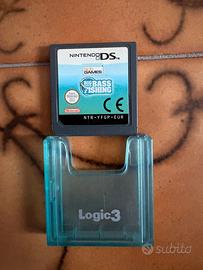 NINTENDO DS
GAMES
BIG BASS
FISHING
CE
NTR-YFGP-EUR
Logic3
subito